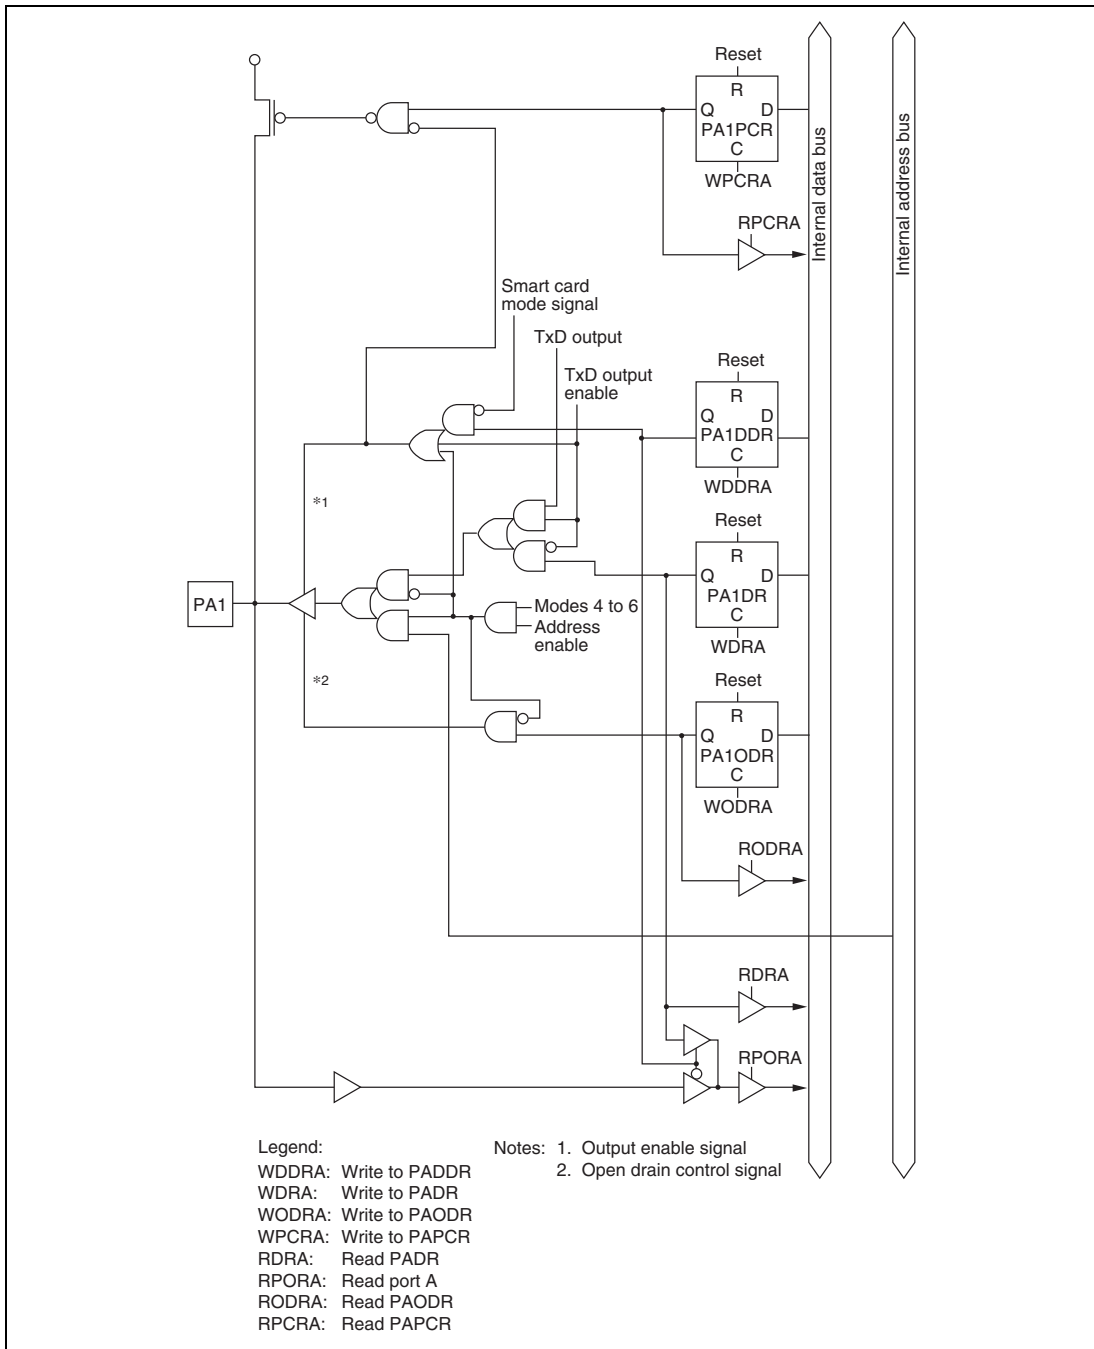 Reset
R
Q D
PA1PCR
C
WPCRA
Internal data bus
Internal address bus
RPCRA
Smart card
mode signal
TxD output
TxD output
enable
Reset
R
Q D
PA1DDR
C
WDDRA
*1
Reset
R
Q D
PA1DR
C
WDRA
PA1
Modes 4 to 6
Address
enable
*2
Reset
R
Q D
PA1ODR
C
WODRA
RODRA
RDRA
RPORA
Legend:
WDDRA: Write to PADDR
WDRA: Write to PADR
WODRA: Write to PAODR
WPCRA: Write to PAPCR
RDRA: Read PADR
RPORA: Read port A
RODRA: Read PAODR
RPCRA: Read PAPCR
Notes: 1. Output enable signal
2. Open drain control signal